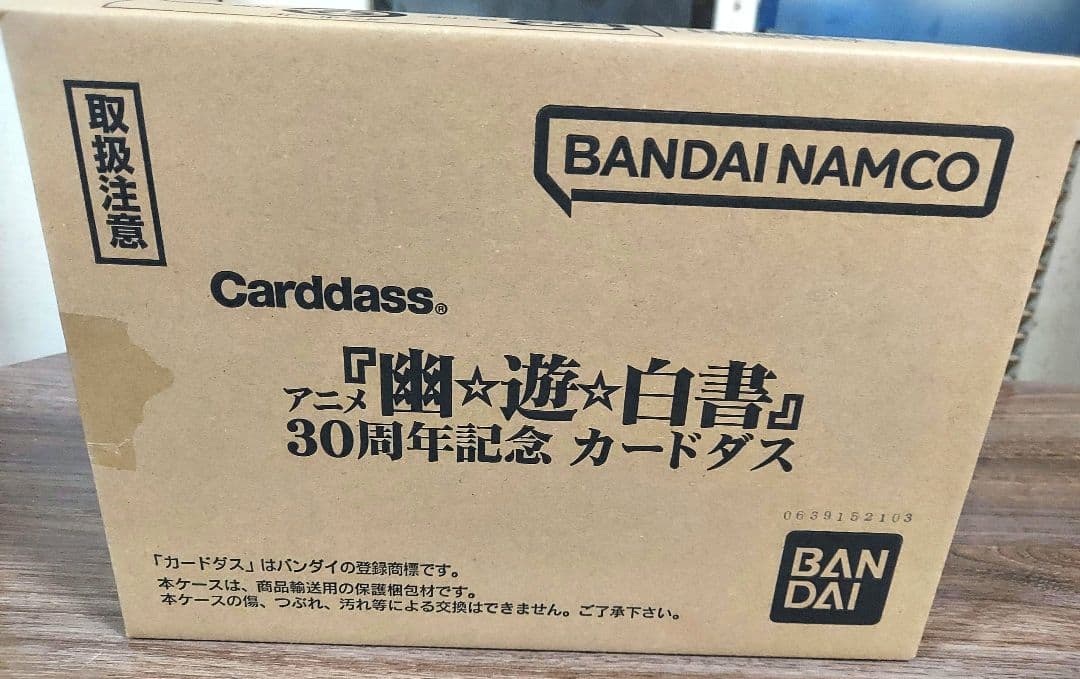 取扱注意
BANDAI NAMCO
Carddass®
アニメ『幽☆遊☆白書』
30周年記念 カードダス
0639152103
BAN
DAI
「カードダス」はバンダイの登録商標です。
本ケースは、商品輸送用の保護梱包材です。
本ケースの傷、つぶれ、汚れ等による交換はできません。ご了承下さい。